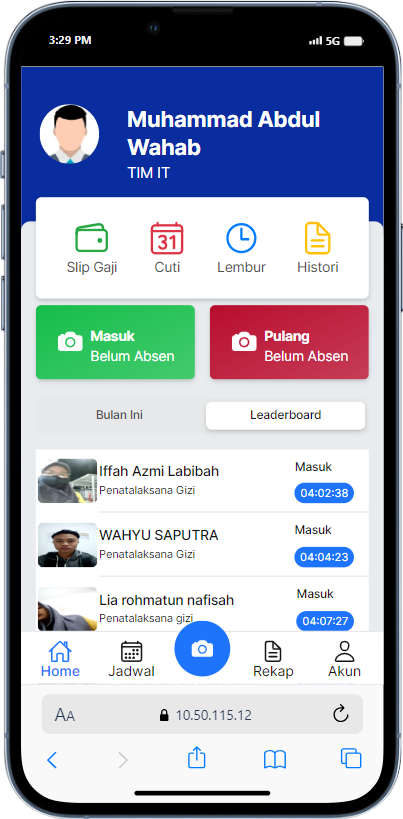 3:29 PM
5G
Muhammad Abdul
Wahab
TIM IT
31
Slip Gaji
Cuti
Lembur
Histori
Masuk
Belum Absen
Pulang
Belum Absen
Bulan Ini
Leaderboard
Iffah Azmi Labibah
Penatalaksana Gizi
Masuk
04:02:38
WAHYU SAPUTRA
Penatalaksana Gizi
Masuk
04:04:23
Lia rohmatun nafisah
Penatalaksana gizi
Masuk
04:07:27
Home
Jadwal
Rekap
Akun
AA
10.50.115.12